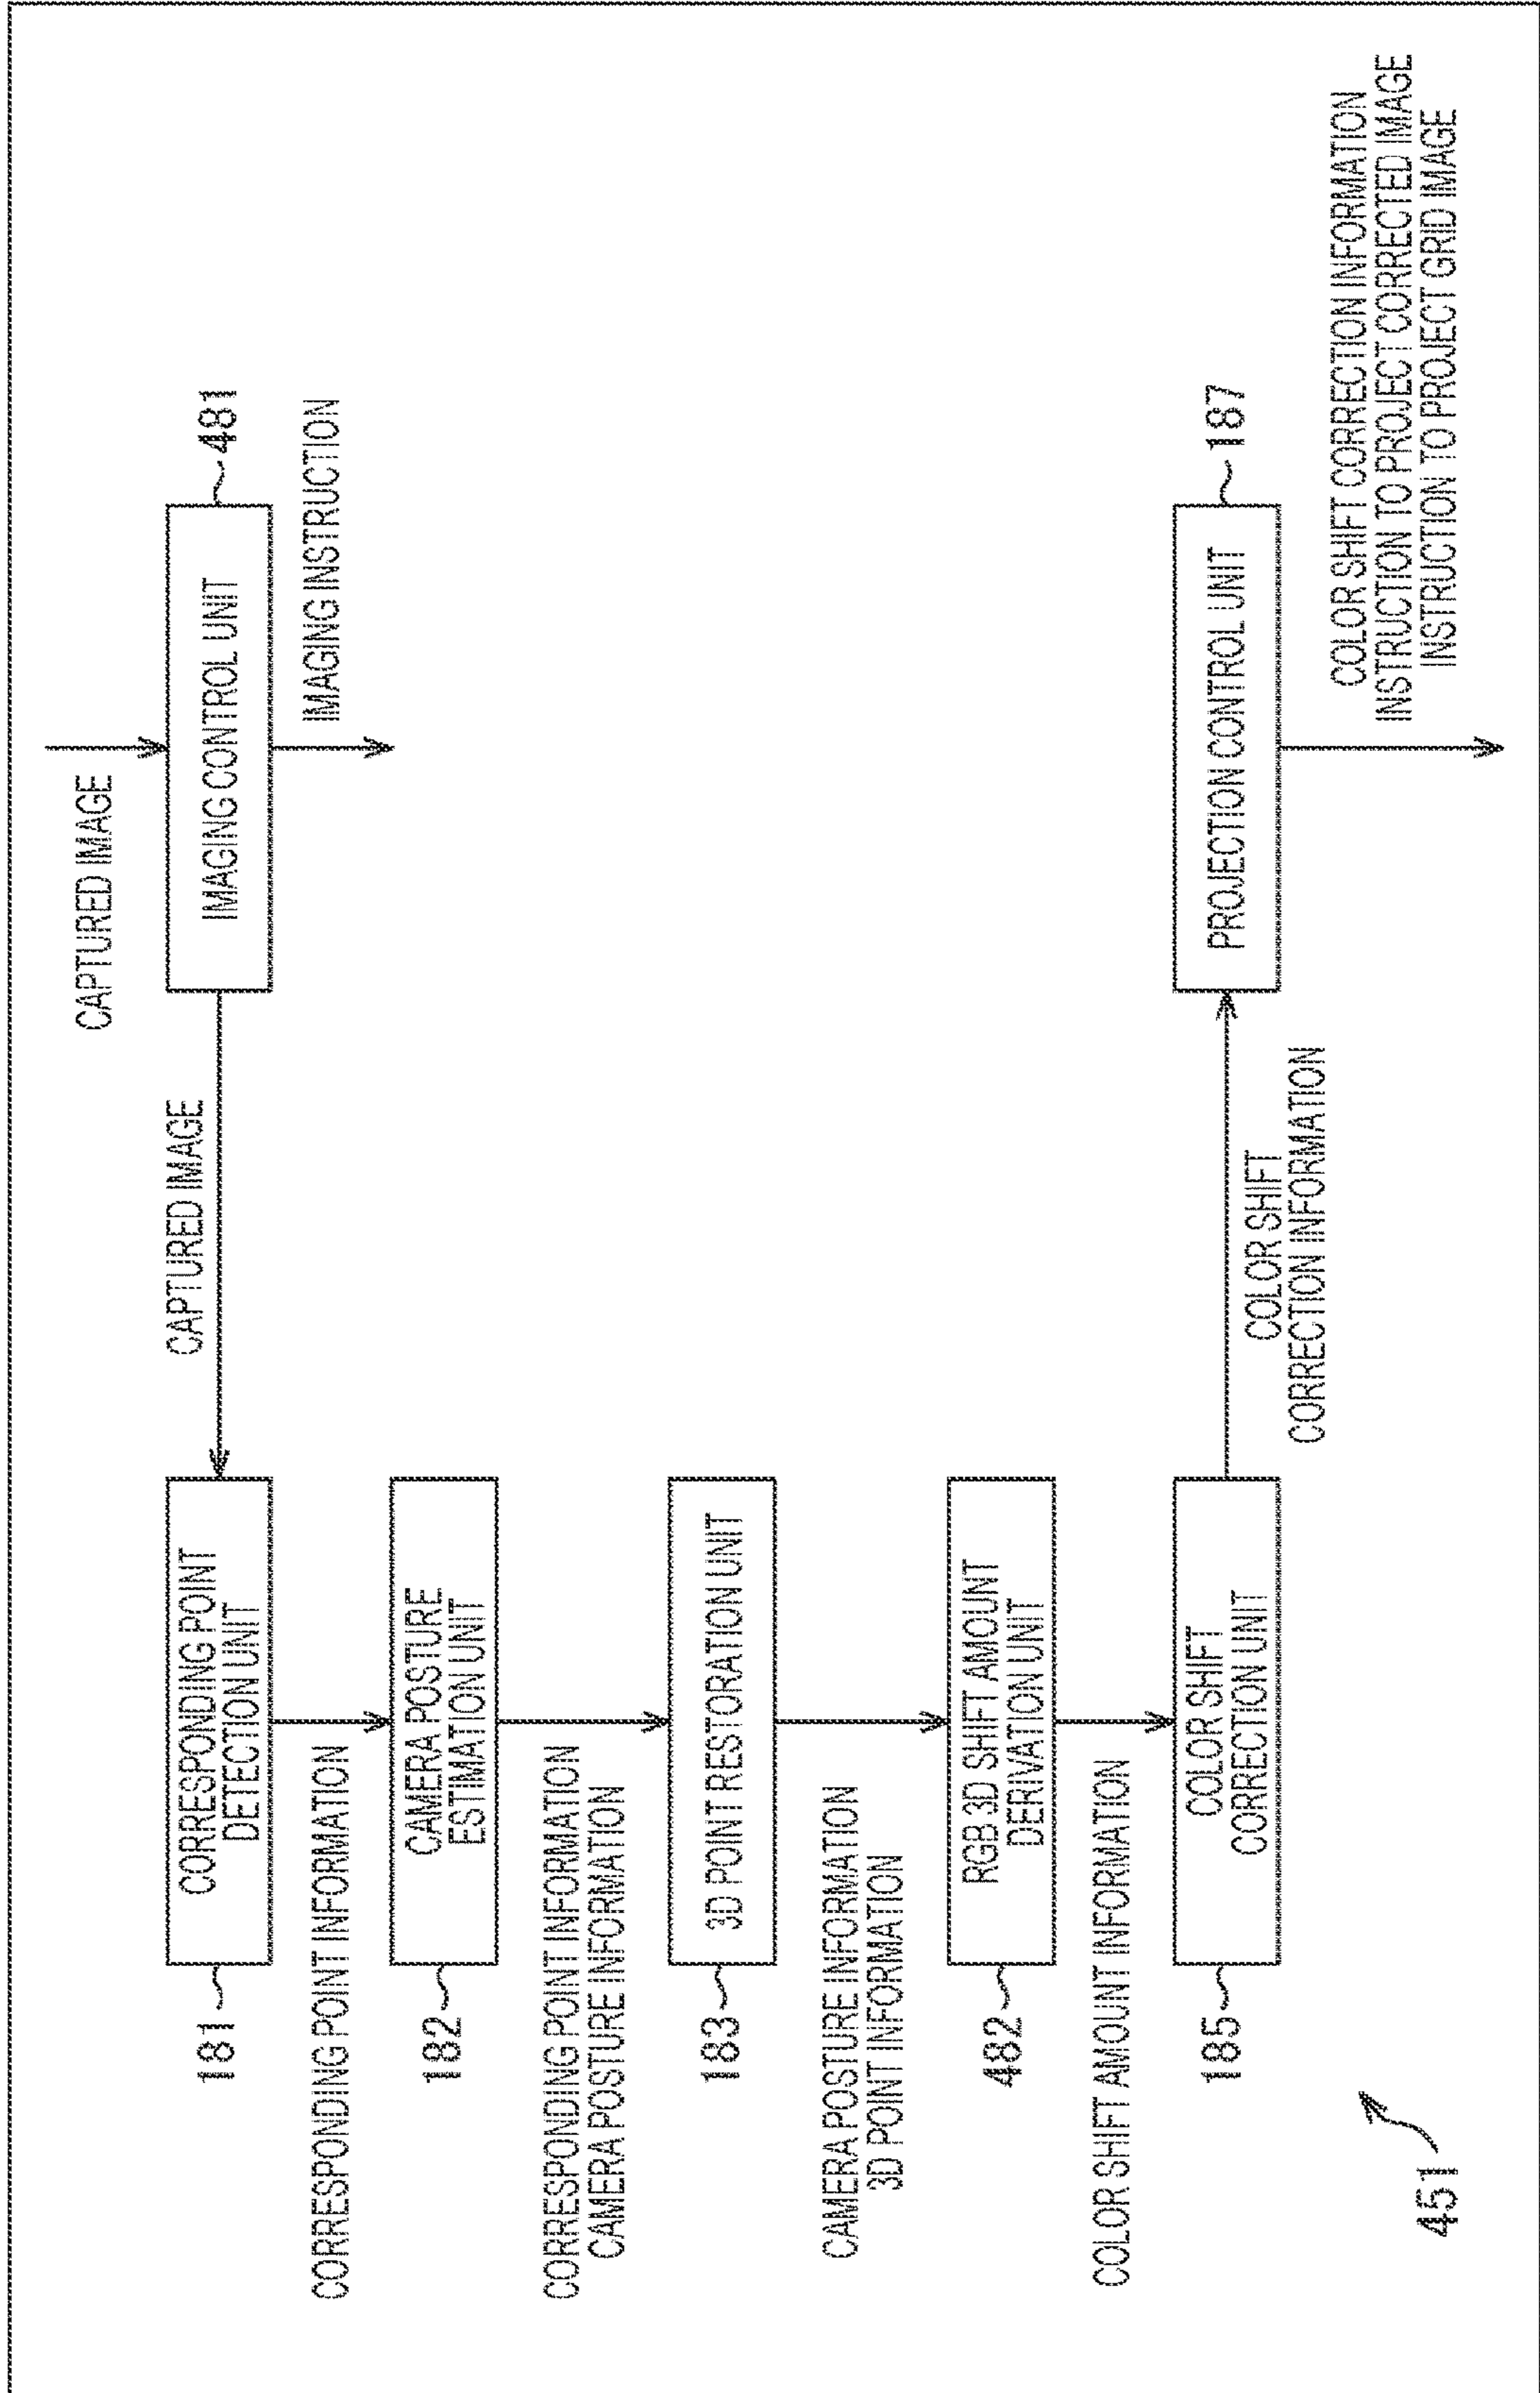 CAPTURED IMAGE
IMAGING CONTROL UNIT
481
IMAGING INSTRUCTION
CAPTURED IMAGE
CORRESPONDING POINT
DETECTION UNIT
181
CORRESPONDING POINT INFORMATION
CAMERA POSTURE
ESTIMATION UNIT
182
CORRESPONDING POINT INFORMATION
CAMERA POSTURE INFORMATION
3D POINT RESTORATION UNIT
183
CAMERA POSTURE INFORMATION
3D POINT INFORMATION
RGB 3D SHIFT AMOUNT
DERIVATION UNIT
482
COLOR SHIFT AMOUNT INFORMATION
COLOR SHIFT
CORRECTION UNIT
185
COLOR SHIFT
CORRECTION INFORMATION
PROJECTION CONTROL UNIT
187
COLOR SHIFT CORRECTION INFORMATION
INSTRUCTION TO PROJECT CORRECTED IMAGE
INSTRUCTION TO PROJECT GRID IMAGE
451